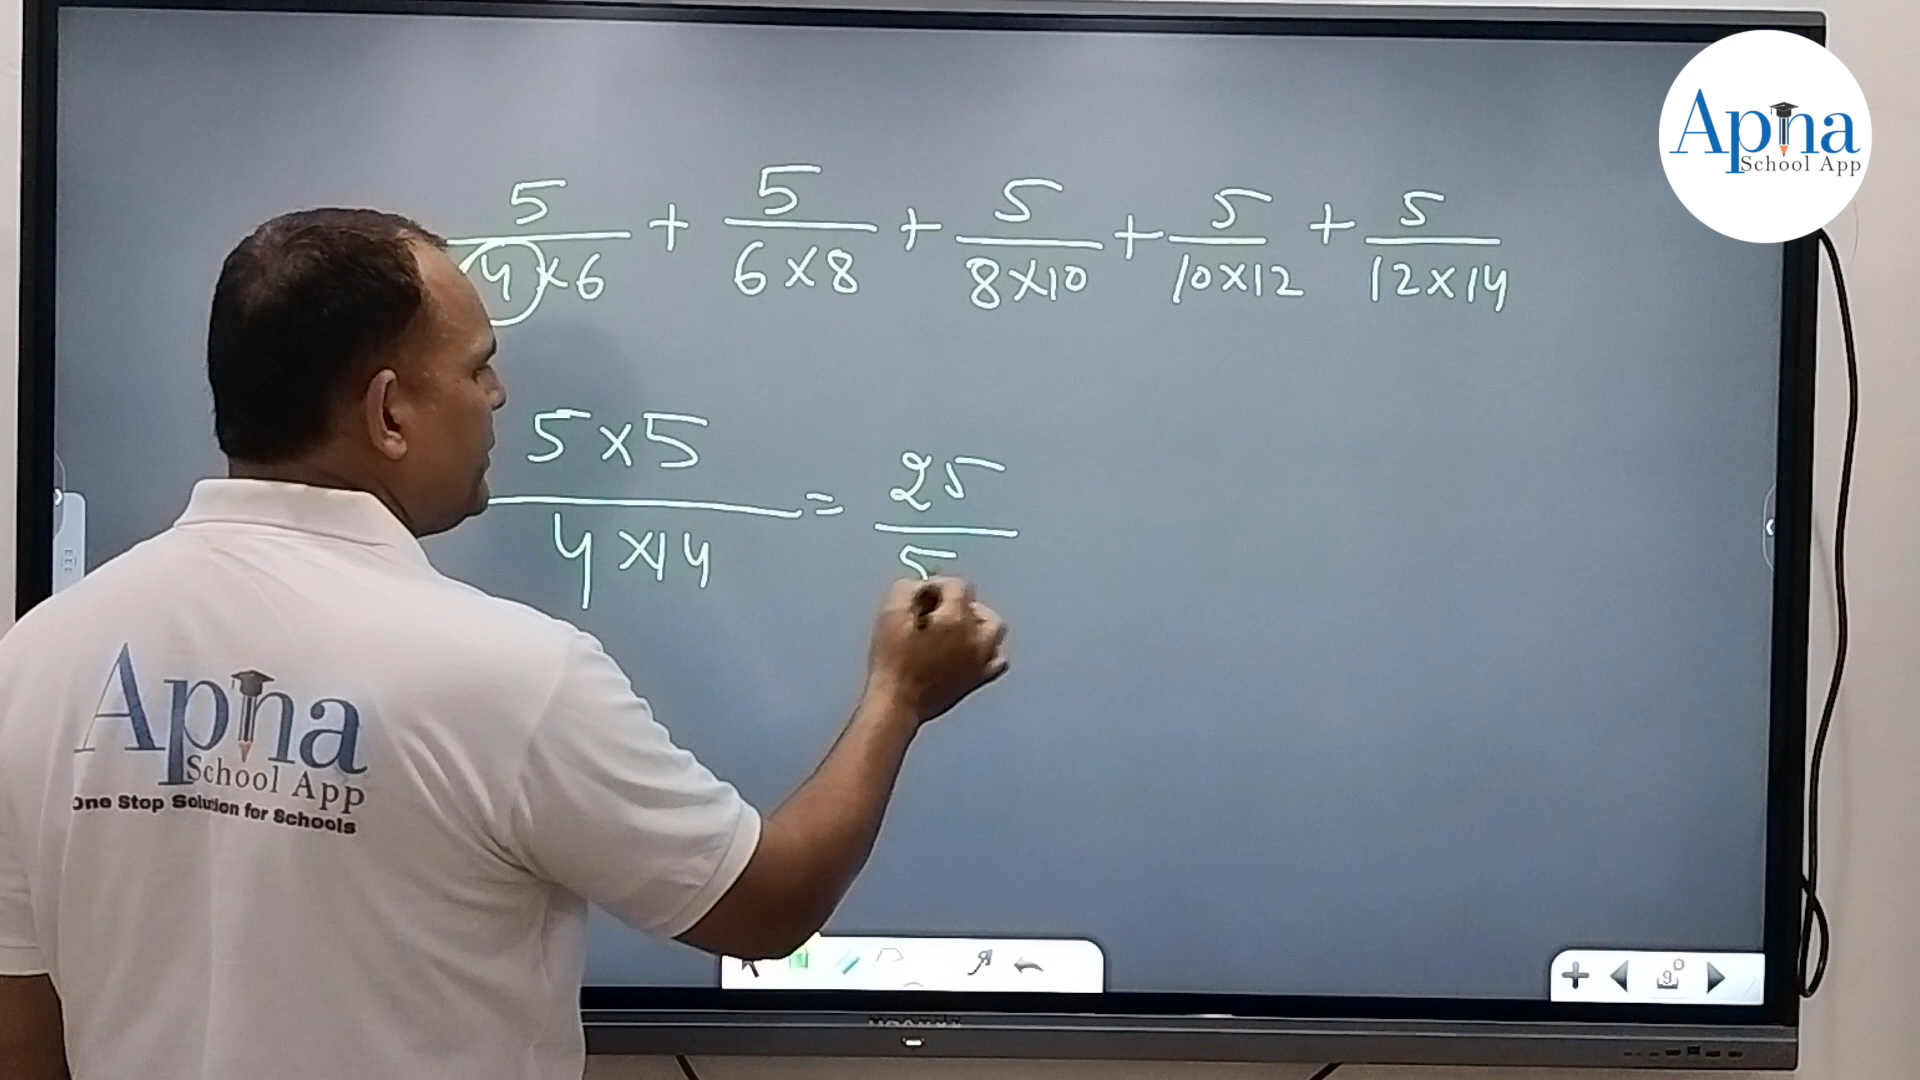 Apna
School App
5/4×6 + 5/6×8 + 5/8×10 + 5/10×12 + 5/12×14
5×5/4×14 = 25/5
Apna
School App
One Stop Solution for Schools
9